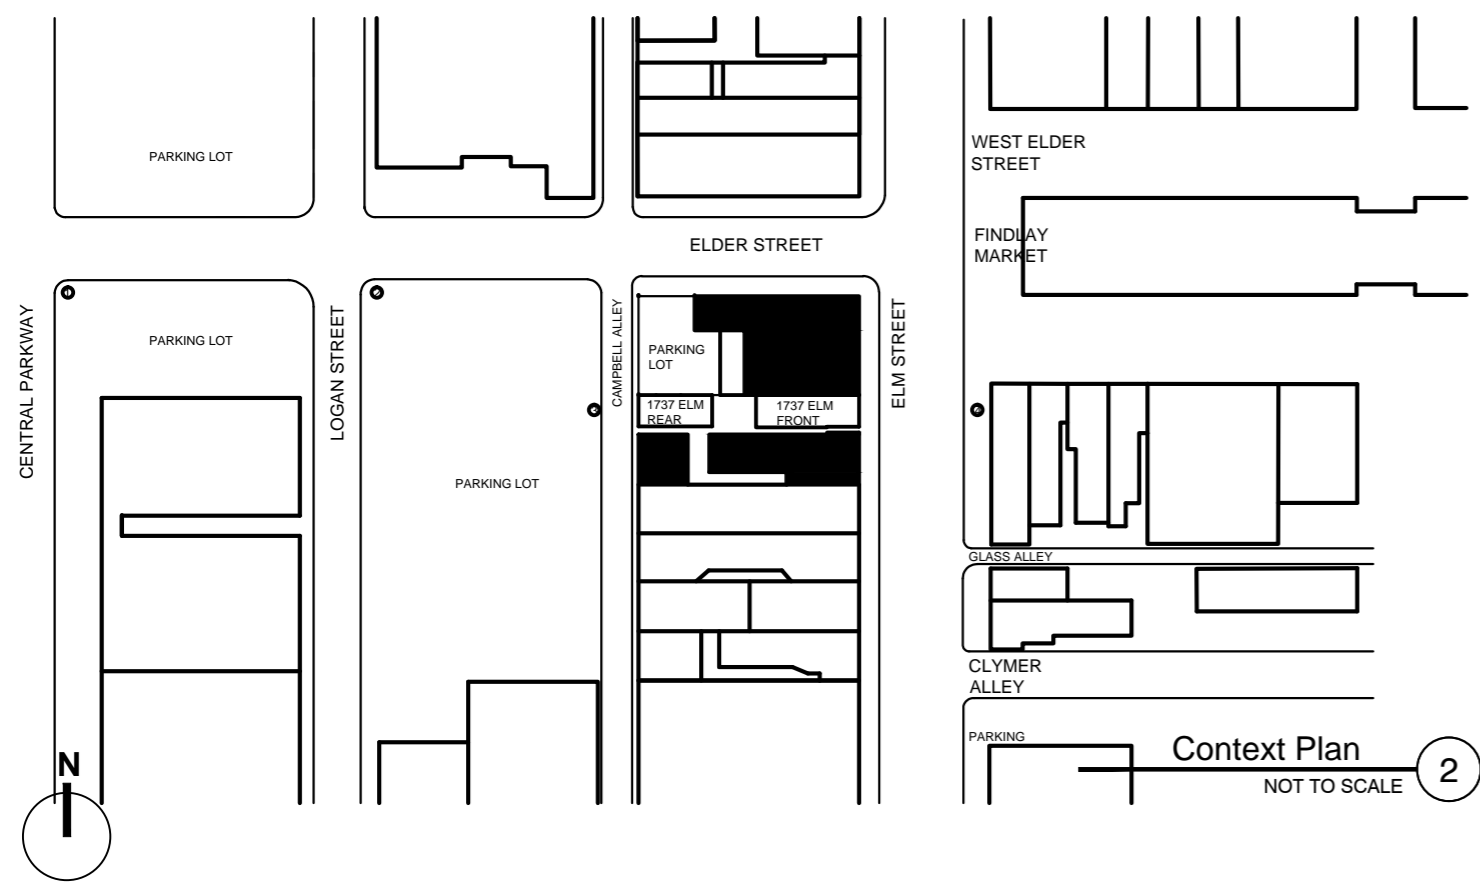 WEST ELDER
STREET
PARKING LOT
FINDLAY
MARKET
ELDER STREET
CENTRAL PARKWAY
PARKING LOT
LOGAN STREET
CAMPBELL ALLEY
PARKING
LOT
ELM STREET
1737 ELM
REAR
1737 ELM
FRONT
PARKING LOT
GLASS ALLEY
CLYMER
ALLEY
PARKING
N
Context Plan
NOT TO SCALE
2